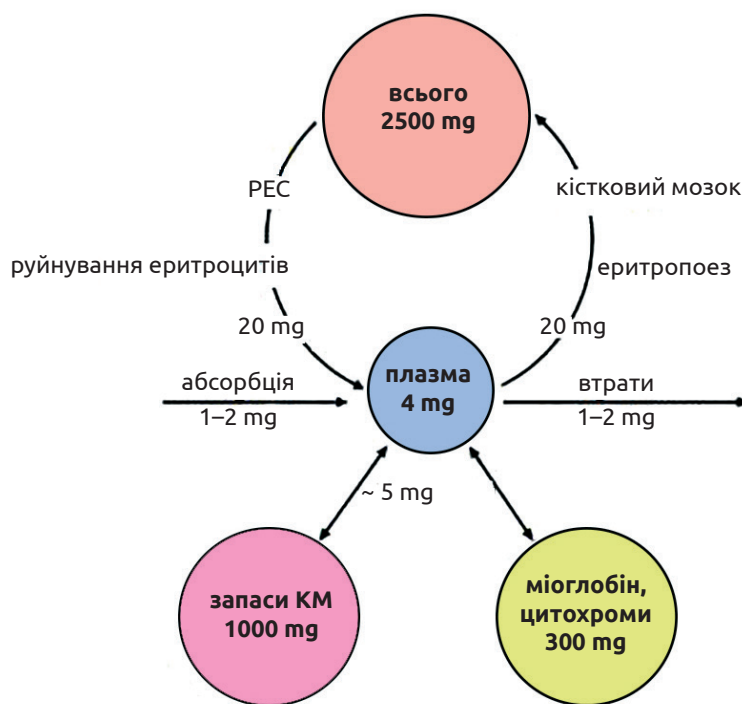 всього
2500 mg
РЕС
кістковий мозок
руйнування еритроцитів
еритропоез
20 mg
20 mg
абсорбція
1–2 mg
плазма
4 mg
втрати
1–2 mg
~ 5 mg
запаси КМ
1000 mg
міоглобін,
цитохроми
300 mg